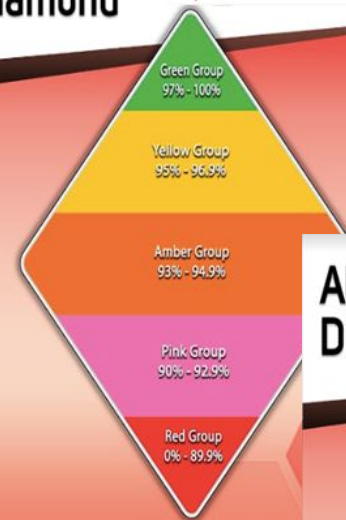 Green Group
97% - 100%
Yellow Group
95% - 96.9%
Amber Group
93% - 94.9%
Pink Group
90% - 92.9%
Red Group
0% - 89.9%